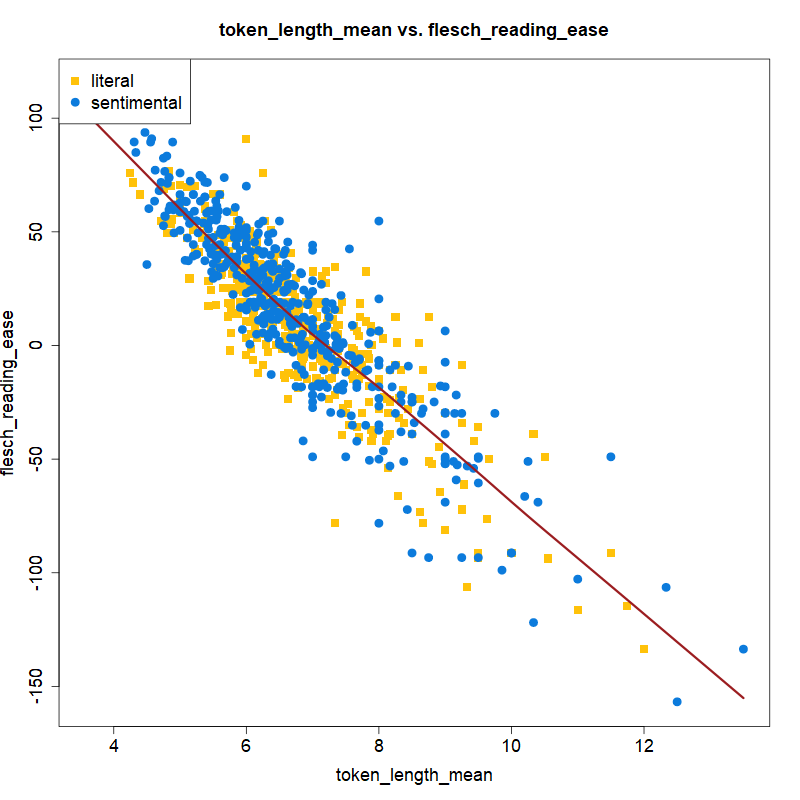 token_length_mean vs. flesch_reading_ease
literal
sentimental
100
50
0
-50
-100
-150
flesch_reading_ease
4 6 8 10 12
token_length_mean